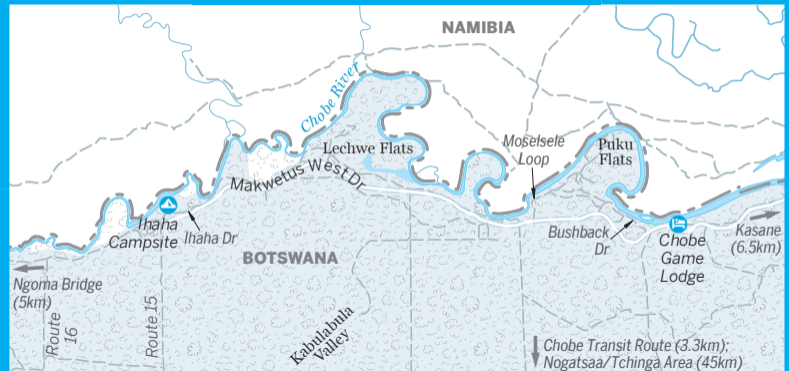 NAMIBIA
Chobe River
Lechwe Flats
Moselsele
Loop
Puku
Flats
Makwetus West Dr
Ihaha
Campsite
Ihaha Dr
BOTSWANA
Bushback
Dr
Chobe
Game
Lodge
Kasane
(6.5km)
Ngoma Bridge
(5km)
Route
16
Route 15
Kabulabula
Valley
Chobe Transit Route (3.3km);
Nogatsaa/Tchinga Area (45km)